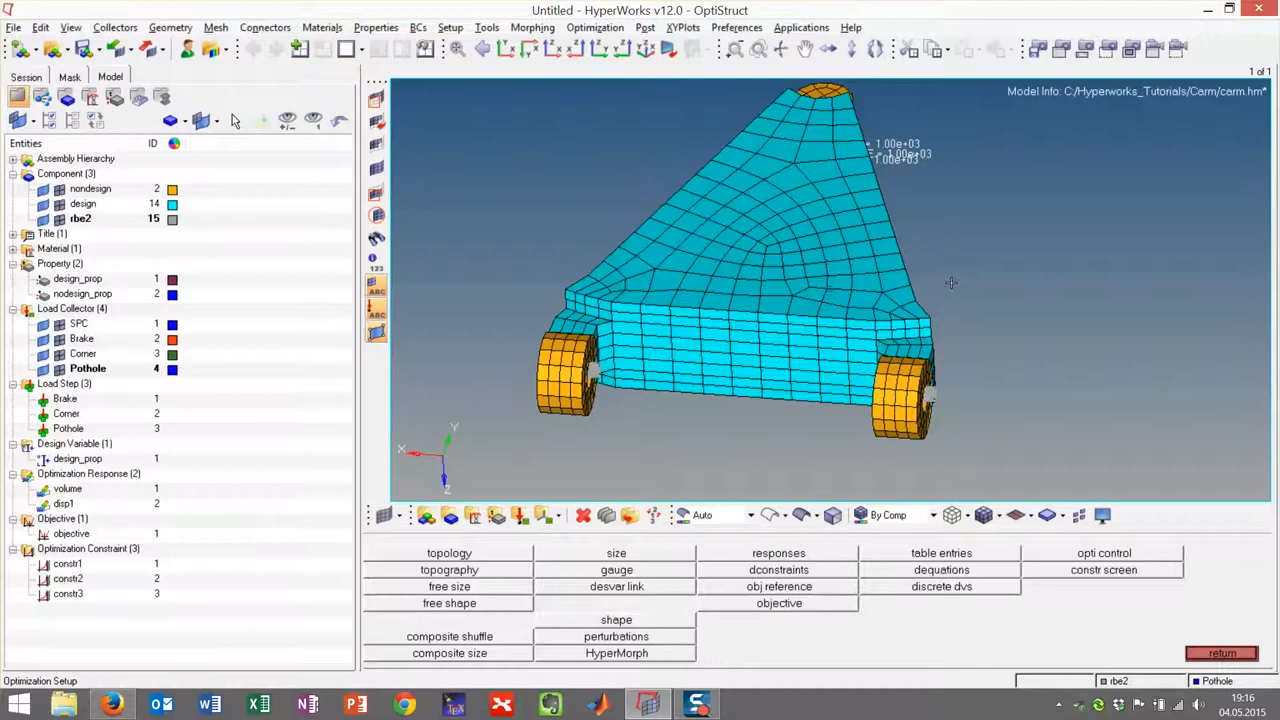 Untitled - HyperWorks v12.0 - OptiStruct
File Edit View Collectors Geometry Mesh Connectors Materials Properties BCs Setup Tools Morphing Optimization Post XYPlots Preferences Applications Help
Session Mask Model
1 of 1
Model Info: C:/Hyperworks_Tutorials/Carm/carm.hm*
Entities ID
Assembly Hierarchy
Component (3)
nondesign 2
design 14
rbe2 15
Title (1)
Material (1)
Property (2)
design_prop 1
nodesign_prop 2
Load Collector (4)
SPC 1
Brake 2
Corner 3
Pothole 4
Load Step (3)
Brake 1
Corner 2
Pothole 3
Design Variable (1)
design_prop 1
Optimization Response (2)
volume 1
disp1 2
Objective (1)
objective 1
Optimization Constraint (3)
constr1 1
constr2 2
constr3 3
123
ABC
ABC
= 1.00e+03
= 1.00e+03
1.00e+03
X Y Z
Auto
By Comp
topology size responses table entries opti control
topography gauge dconstraints dequations constr screen
free size desvar link obj reference discrete dvs
free shape objective
shape
composite shuffle perturbations
composite size HyperMorph
return
Optimization Setup
rbe2
Pothole
19:16
04.05.2015